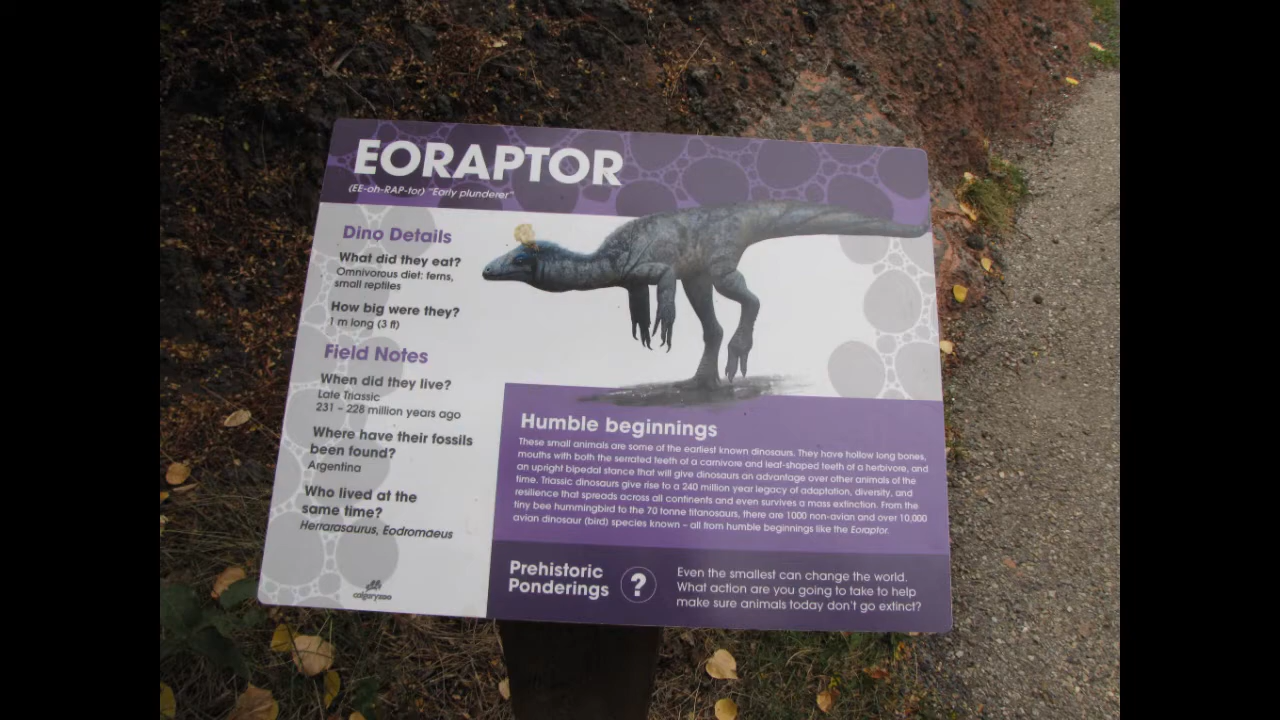 EORAPTOR
(EE-oh-RAP-tor) "Early plunderer"
Dino Details
What did they eat?
Omnivorous diet: ferns,
small reptiles
How big were they?
1 m long (3 ft)
Field Notes
When did they live?
Late Triassic
231 – 228 million years ago
Where have their fossils
been found?
Argentina
Who lived at the
same time?
Herrarasaurus, Eodromaeus
calgaryzoo
Humble beginnings
These small animals are some of the earliest known dinosaurs. They have hollow long bones,
mouths with both the serrated teeth of a carnivore and leaf-shaped teeth of a herbivore, and
an upright bipedal stance that will give dinosaurs an advantage over other animals of the
time. Triassic dinosaurs give rise to a 240 million year legacy of adaptation, diversity, and
resilience that spreads across all continents and even survives a mass extinction. From the
tiny bee hummingbird to the 70 tonne titanosaurs, there are 1000 non-avian and over 10,000
avian dinosaur (bird) species known – all from humble beginnings like the Eoraptor.
Prehistoric
Ponderings
?
Even the smallest can change the world.
What action are you going to take to help
make sure animals today don't go extinct?